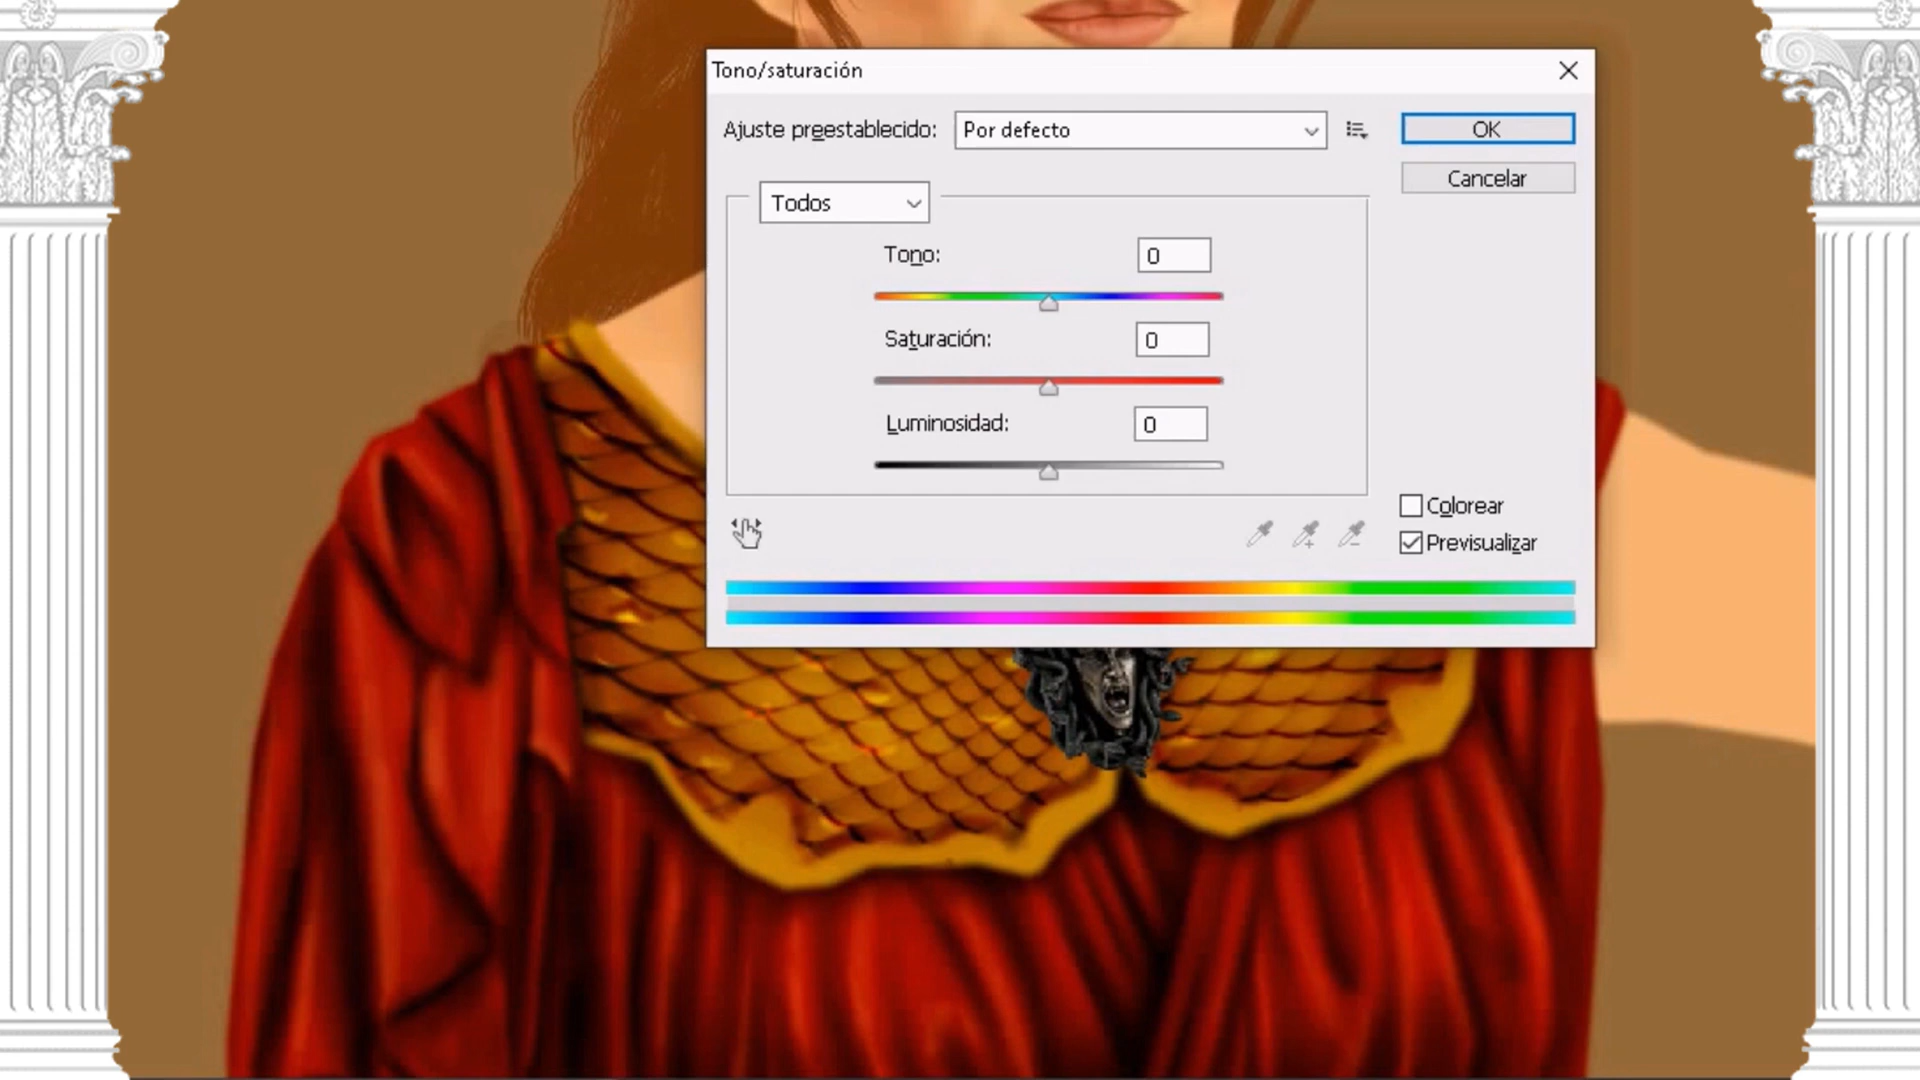 Tono/saturación
Ajuste preestablecido: Por defecto
OK
Cancelar
Todos
Tono: 0
Saturación: 0
Luminosidad: 0
Colorear
Previsualizar